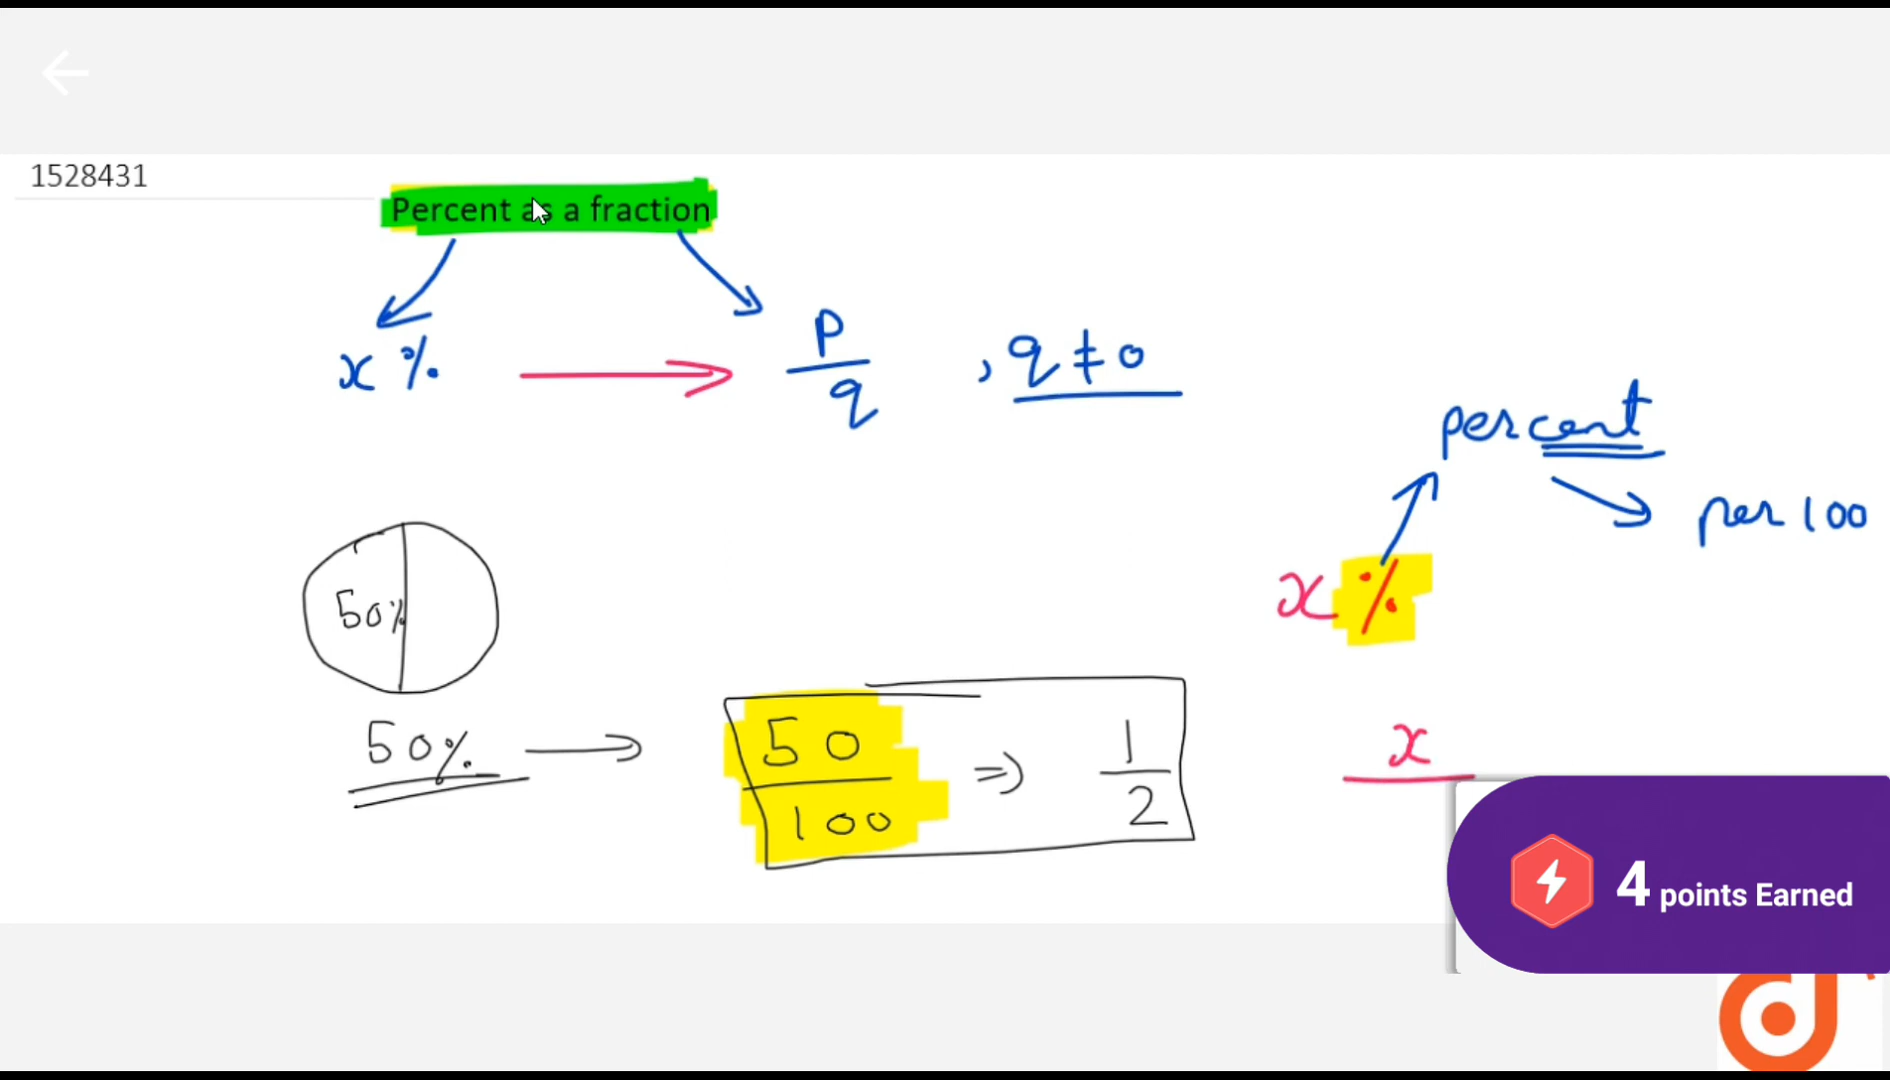 1528431
Percent as a fraction
x %
p/q , q ≠ 0
percent
per 100
50%
x %
50% → 50/100 ⇒ 1/2
x
4 points Earned
d